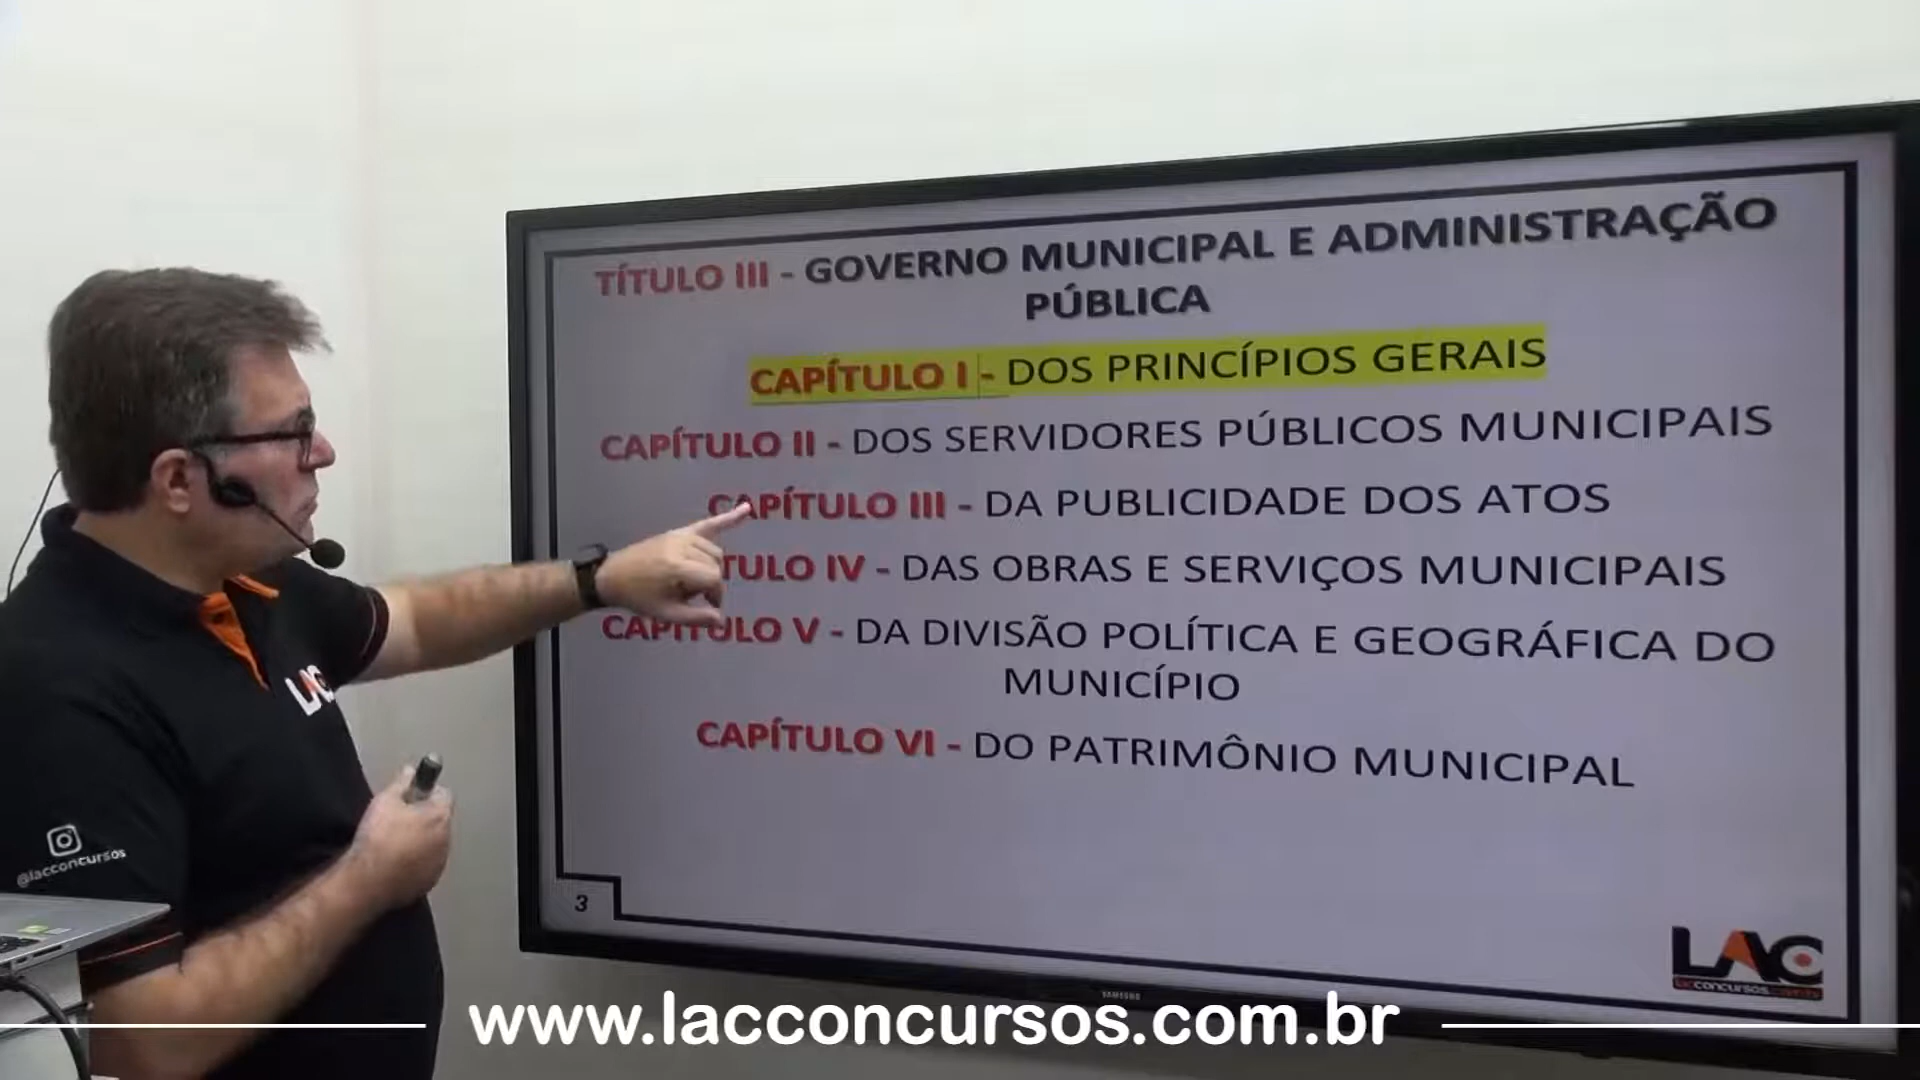 TÍTULO III - GOVERNO MUNICIPAL E ADMINISTRAÇÃO
PÚBLICA
CAPÍTULO I - DOS PRINCÍPIOS GERAIS
CAPÍTULO II - DOS SERVIDORES PÚBLICOS MUNICIPAIS
CAPÍTULO III - DA PUBLICIDADE DOS ATOS
TULO IV - DAS OBRAS E SERVIÇOS MUNICIPAIS
CAPÍTULO V - DA DIVISÃO POLÍTICA E GEOGRÁFICA DO
MUNICÍPIO
CAPÍTULO VI - DO PATRIMÔNIO MUNICIPAL
3
LAC
LAC
@lacconcursos
SAMSUNG
www.lacconcursos.com.br